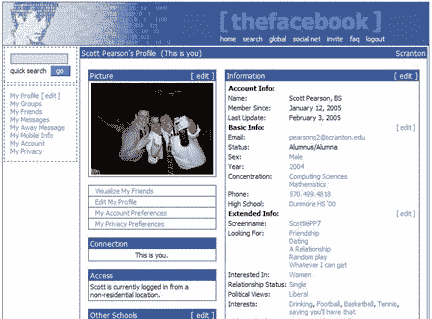 [ thefacebook ]
home search global social net invite faq logout
quick search go
My Profile [ edit ]
My Groups
My Friends
My Messages
My Away Message
My Mobile Info
My Account
My Privacy
Scott Pearson's Profile (This is you) Scranton
Picture [ edit ]
Visualize My Friends
Edit My Profile
My Account Preferences
My Privacy Preferences
Connection
This is you.
Access
Scott is currently logged in from a
non-residential location.
Other Schools [ edit ]
Information [ edit ]
Account Info:
Name: Scott Pearson, BS
Member Since: January 12, 2005
Last Update: February 3, 2005
Basic Info: [ edit ]
Email: pearsons2@scranton.edu
Status: Alumnus/Alumna
Sex: Male
Year: 2004
Concentration: Computing Sciences
Mathematics
Phone: 570.499.4818
High School: Dunmore HS '00
Extended Info: [ edit ]
Screenname: ScottiePP7
Looking For: Friendship
Dating
A Relationship
Random play
Whatever I can get
Interested In: Women
Relationship Status: Single
Political Views: Liberal
Interests: Drinking, Football, Basketball, Tennis,
saying you'll have that